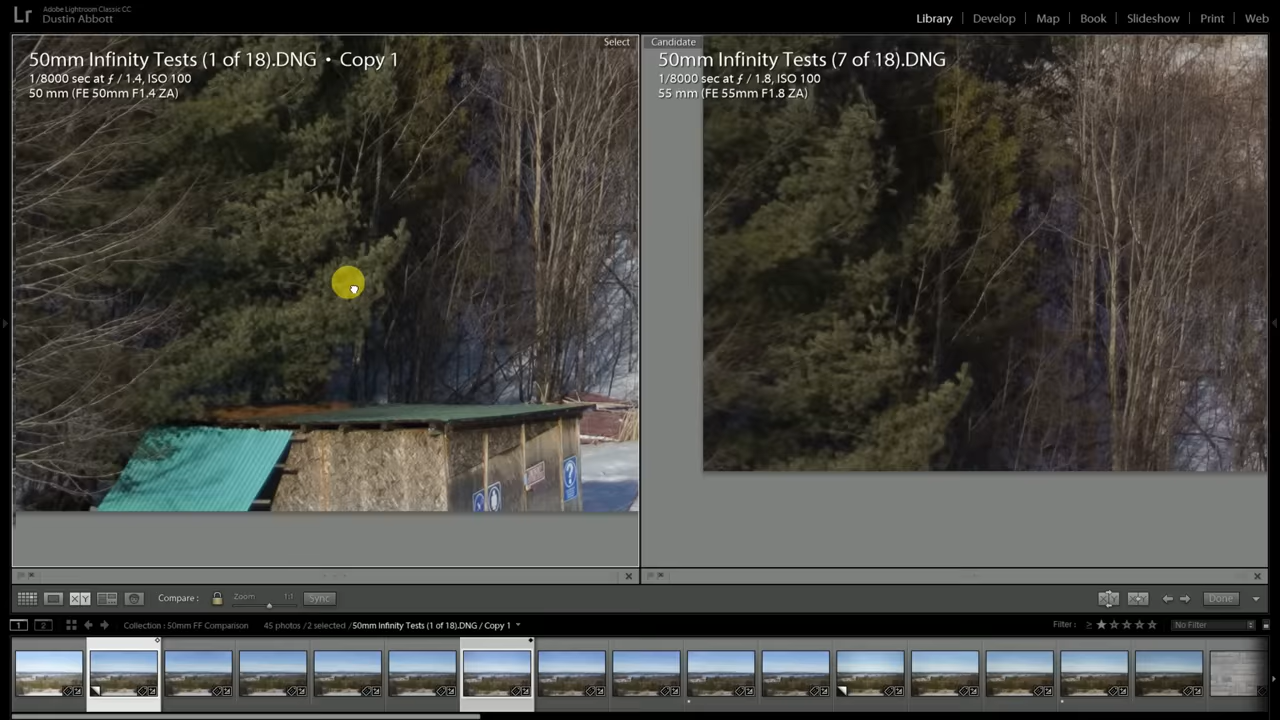 Lr
Adobe Lightroom Classic CC
Dustin Abbott
Library | Develop | Map | Book | Slideshow | Print | Web
50mm Infinity Tests (1 of 18).DNG • Copy 1
1/8000 sec at ƒ / 1.4, ISO 100
50 mm (FE 50mm F1.4 ZA)
Select
Candidate
50mm Infinity Tests (7 of 18).DNG
1/8000 sec at ƒ / 1.8, ISO 100
55 mm (FE 55mm F1.8 ZA)
XY
Compare :
Zoom
1:1
Sync
Done
1
2
Collection : 50mm FF Comparison
45 photos / 2 selected / 50mm Infinity Tests (1 of 18).DNG / Copy 1
Filter :
No Filter